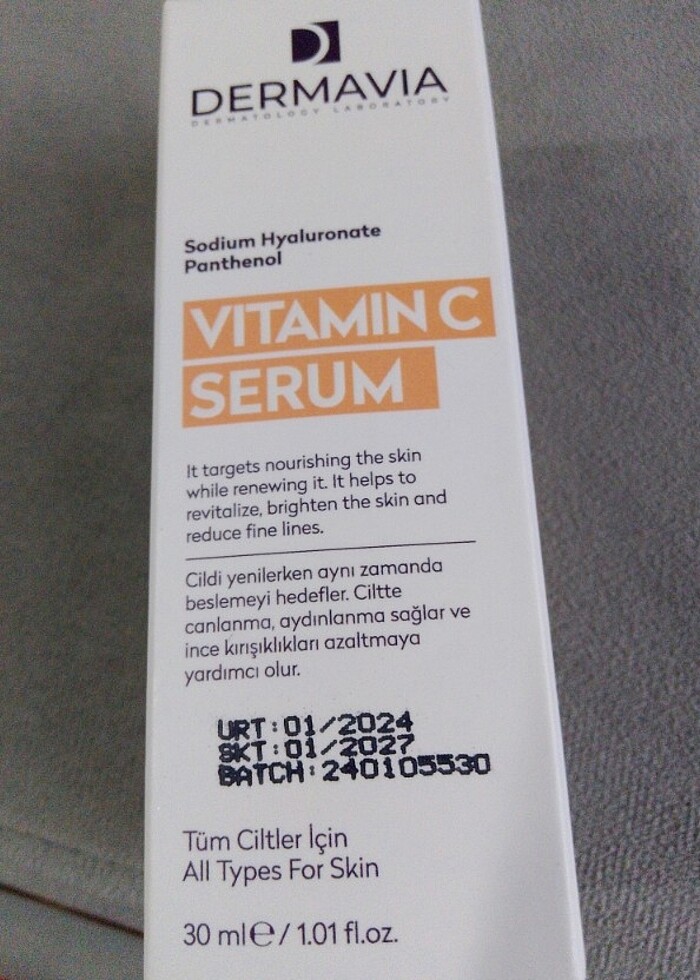 DERMAVIA
DERMATOLOGY LABORATORY
Sodium Hyaluronate
Panthenol
VITAMIN C
SERUM
It targets nourishing the skin
while renewing it. It helps to
revitalize, brighten the skin and
reduce fine lines.
Cildi yenilerken aynı zamanda
beslemeyi hedefler. Ciltte
canlanma, aydınlanma sağlar ve
ince kırışıklıkları azaltmaya
yardımcı olur.
URT:01/2024
SKT:01/2027
BATCH:240105530
Tüm Ciltler İçin
All Types For Skin
30 ml℮/ 1.01 fl.oz.